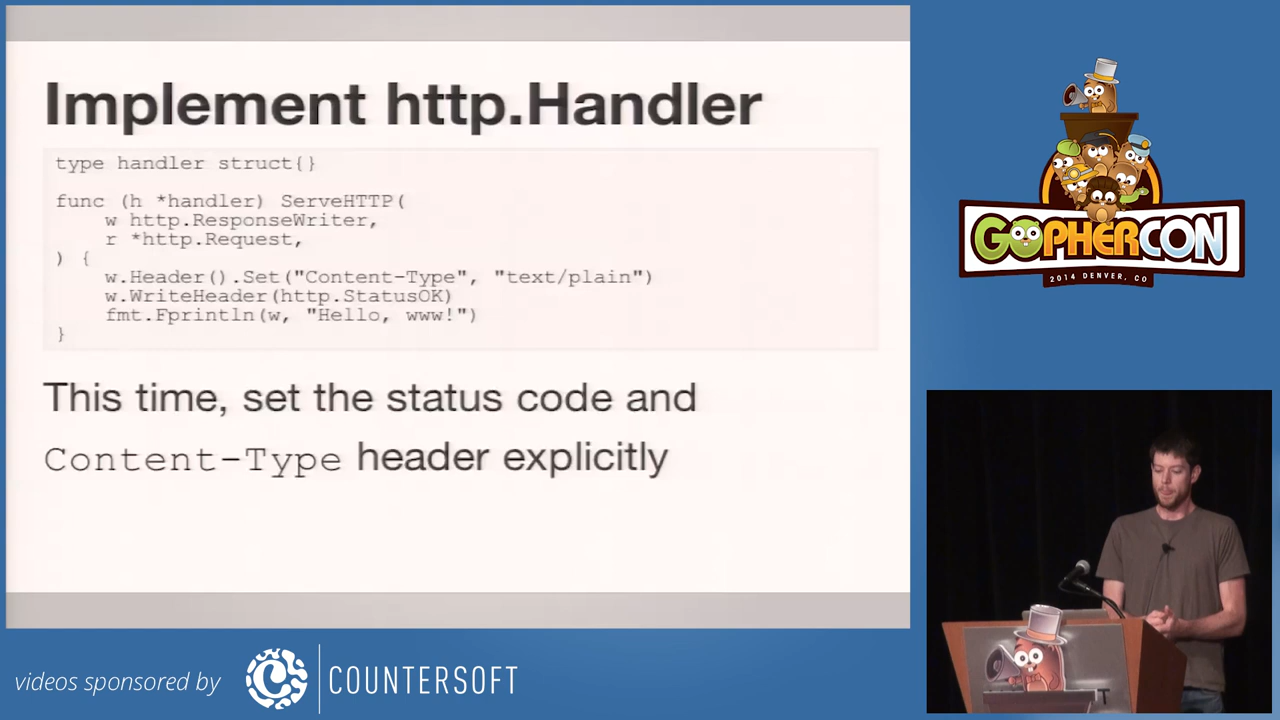 Implement http.Handler
type handler struct{}
func (h *handler) ServeHTTP(
w http.ResponseWriter,
r *http.Request,
) {
w.Header().Set("Content-Type", "text/plain")
w.WriteHeader(http.StatusOK)
fmt.Fprintln(w, "Hello, www!")
}
This time, set the status code and
Content-Type header explicitly
GOPHERCON
2014 DENVER, CO
videos sponsored by
COUNTERSOFT
T